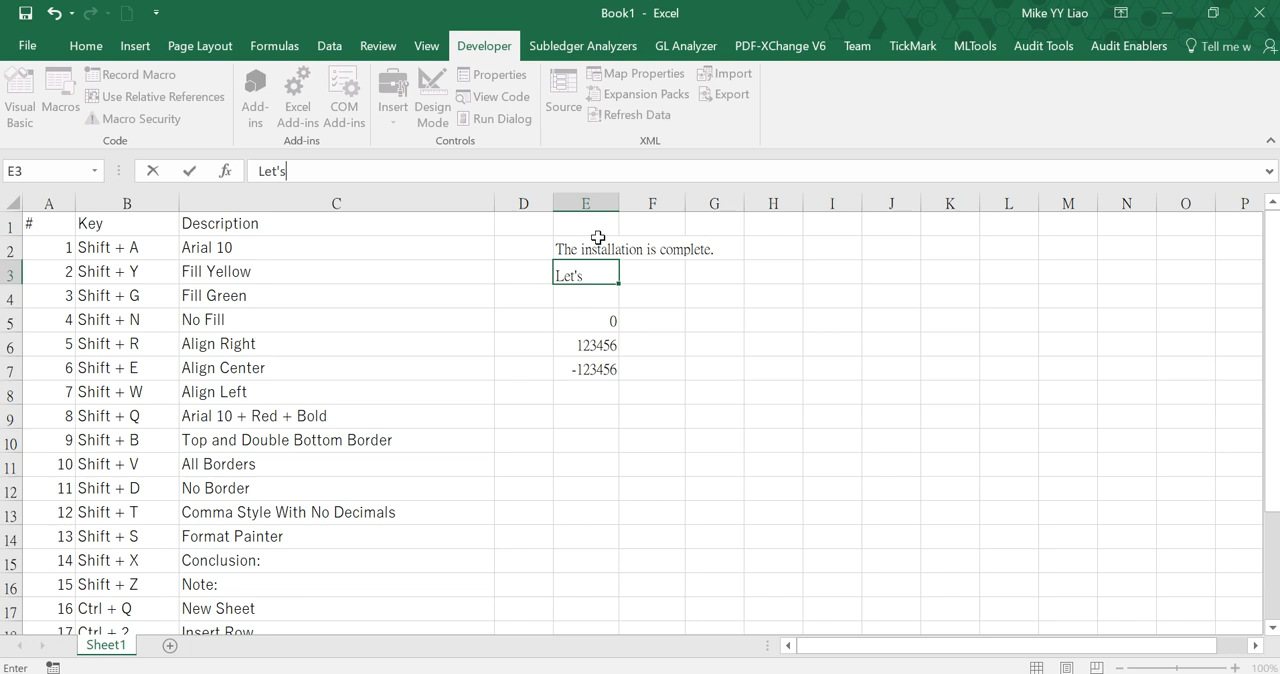 Book1 - Excel
Mike YY Liao
File Home Insert Page Layout Formulas Data Review View Developer Subledger Analyzers GL Analyzer PDF-XChange V6 Team TickMark MLTools Audit Tools Audit Enablers Tell me w
Visual Basic
Macros
Record Macro
Use Relative References
Macro Security
Code
Add-ins
Excel Add-ins
COM Add-ins
Add-ins
Insert
Design Mode
Properties
View Code
Run Dialog
Controls
Source
Map Properties
Expansion Packs
Refresh Data
Import
Export
XML
E3
fx
Let's
A B C D E F G H I J K L M N O P
1 # Key Description
2 1 Shift + A Arial 10 The installation is complete.
3 2 Shift + Y Fill Yellow Let's
4 3 Shift + G Fill Green
5 4 Shift + N No Fill 0
6 5 Shift + R Align Right 123456
7 6 Shift + E Align Center -123456
8 7 Shift + W Align Left
9 8 Shift + Q Arial 10 + Red + Bold
10 9 Shift + B Top and Double Bottom Border
11 10 Shift + V All Borders
12 11 Shift + D No Border
13 12 Shift + T Comma Style With No Decimals
14 13 Shift + S Format Painter
15 14 Shift + X Conclusion:
16 15 Shift + Z Note:
17 16 Ctrl + Q New Sheet
18 17 Ctrl + 2 Insert Row
Sheet1
Enter
100%